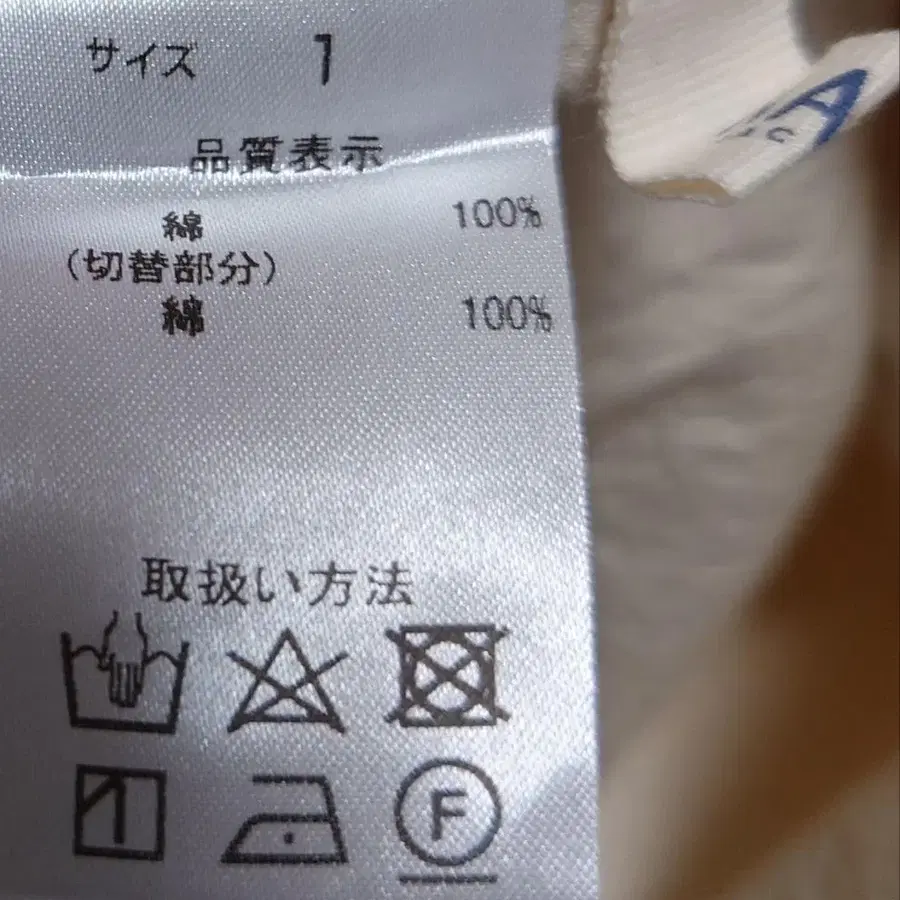 サイズ 1
品質表示
綿 100%
(切替部分)
綿 100%
取扱い方法
F
A